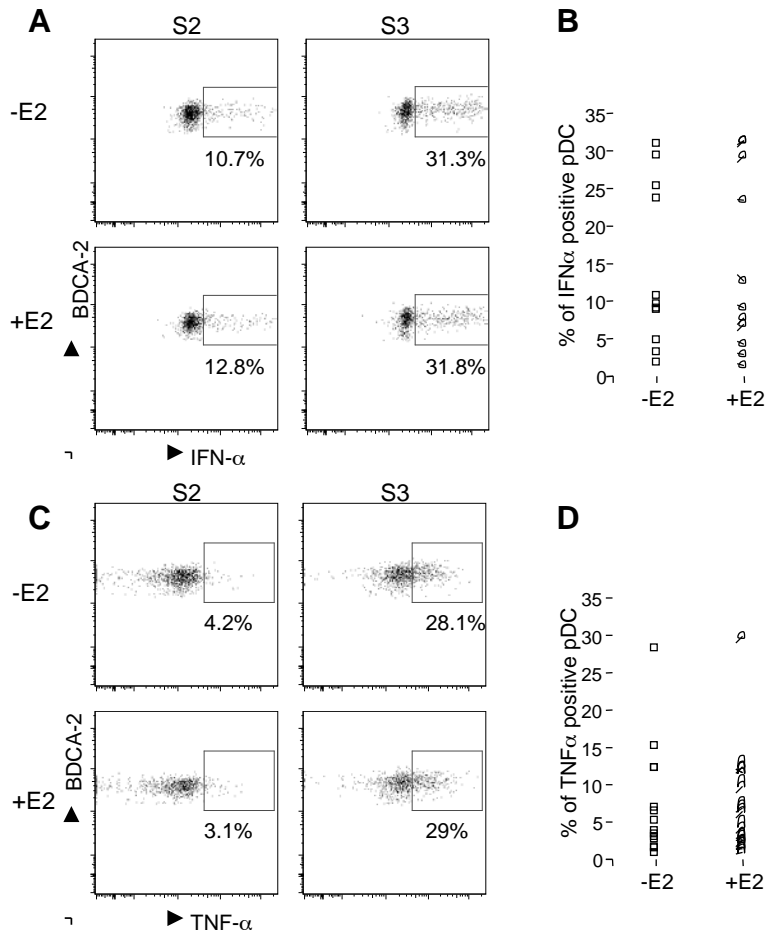 A
S2
S3
-E2
10.7%
31.3%
BDCA-2
+E2
12.8%
31.8%
IFN-α
B
% of IFNα positive pDC
35
30
25
20
15
10
5
0
-E2
+E2
C
S2
S3
-E2
4.2%
28.1%
BDCA-2
+E2
3.1%
29%
TNF-α
D
% of TNFα positive pDC
35
30
25
20
15
10
5
0
-E2
+E2